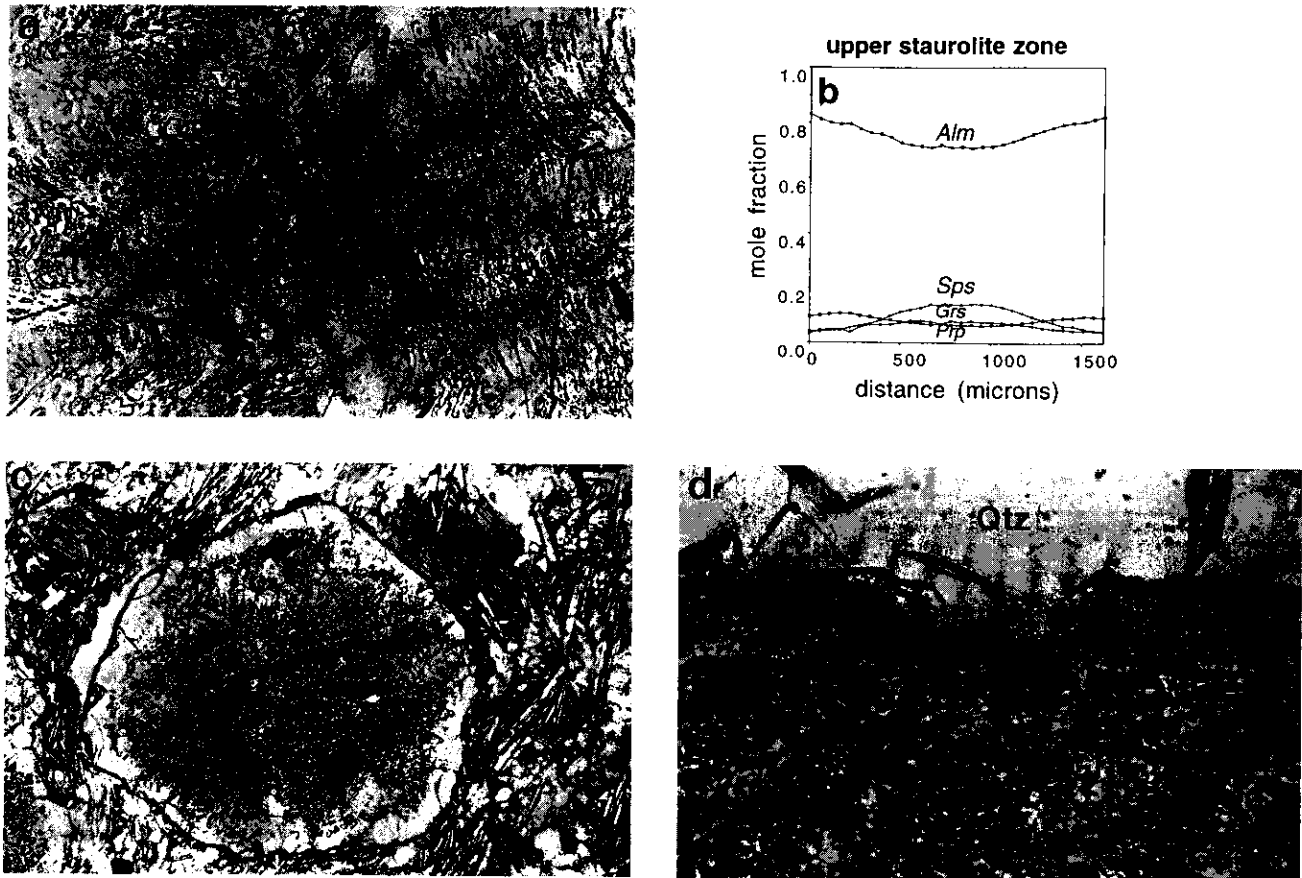 a
upper staurolite zone
b
1.0
0.8
0.6
0.4
0.2
0.0
mole fraction
Alm
Sps
Grs
Prp
0
500
1000
1500
distance (microns)
c
d
Qtz